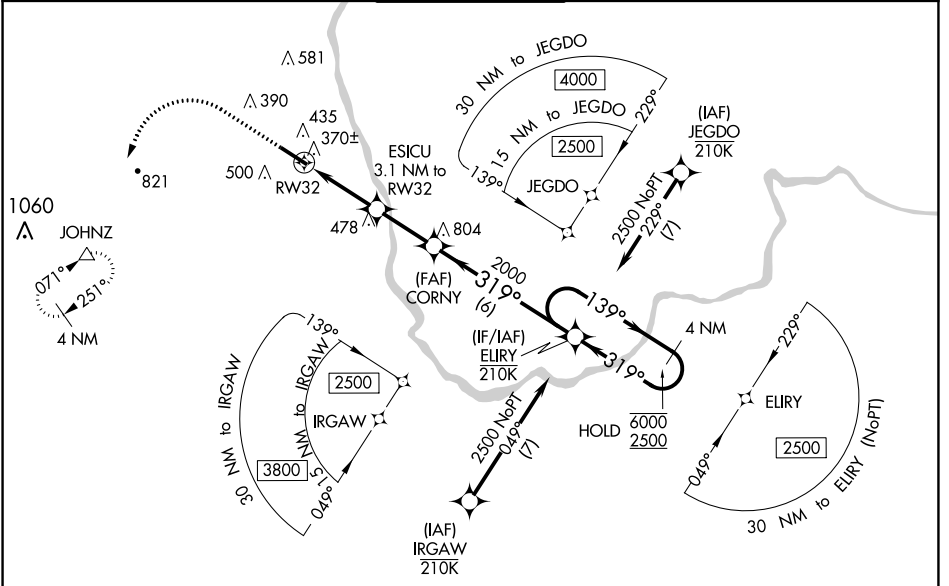 581
390
435
370±
500
RW32
821
1060
JOHNZ
071°
251°
4 NM
ESICU
3.1 NM to
RW32
478
804
(FAF)
CORNY
2000
319°
(6)
30 NM to JEGDO
4000
15 NM to JEGDO
2500
229°
139°
JEGDO
(IAF)
JEGDO
210K
2500 NoPT
229°
(7)
139°
4 NM
319°
(IF/IAF)
ELIRY
210K
HOLD
6000
2500
139°
30 NM to IRGAW
15 NM to IRGAW
2500
IRGAW
3800
049°
2500 NoPT
049°
(7)
(IAF)
IRGAW
210K
229°
ELIRY
2500
049°
30 NM to ELIRY (NoPT)